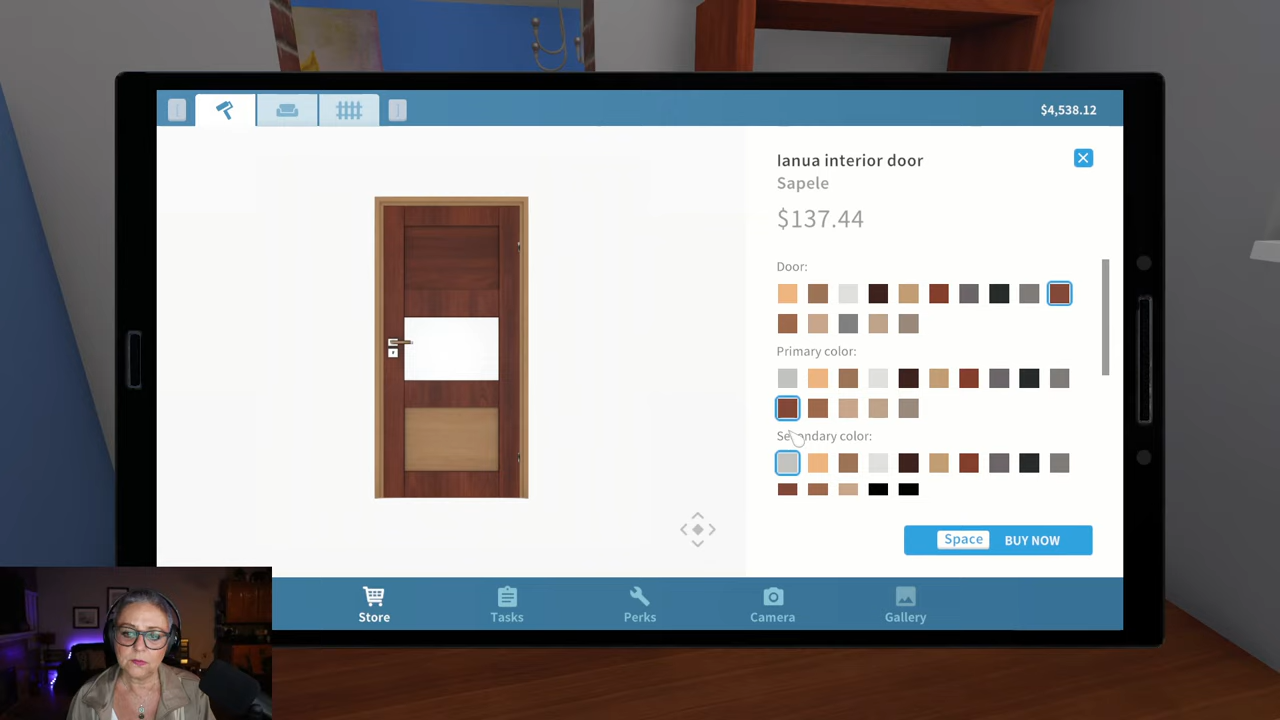 $4,538.12
Ianua interior door
Sapele
$137.44
Door:
Primary color:
Secondary color:
Space BUY NOW
Store Tasks Perks Camera Gallery